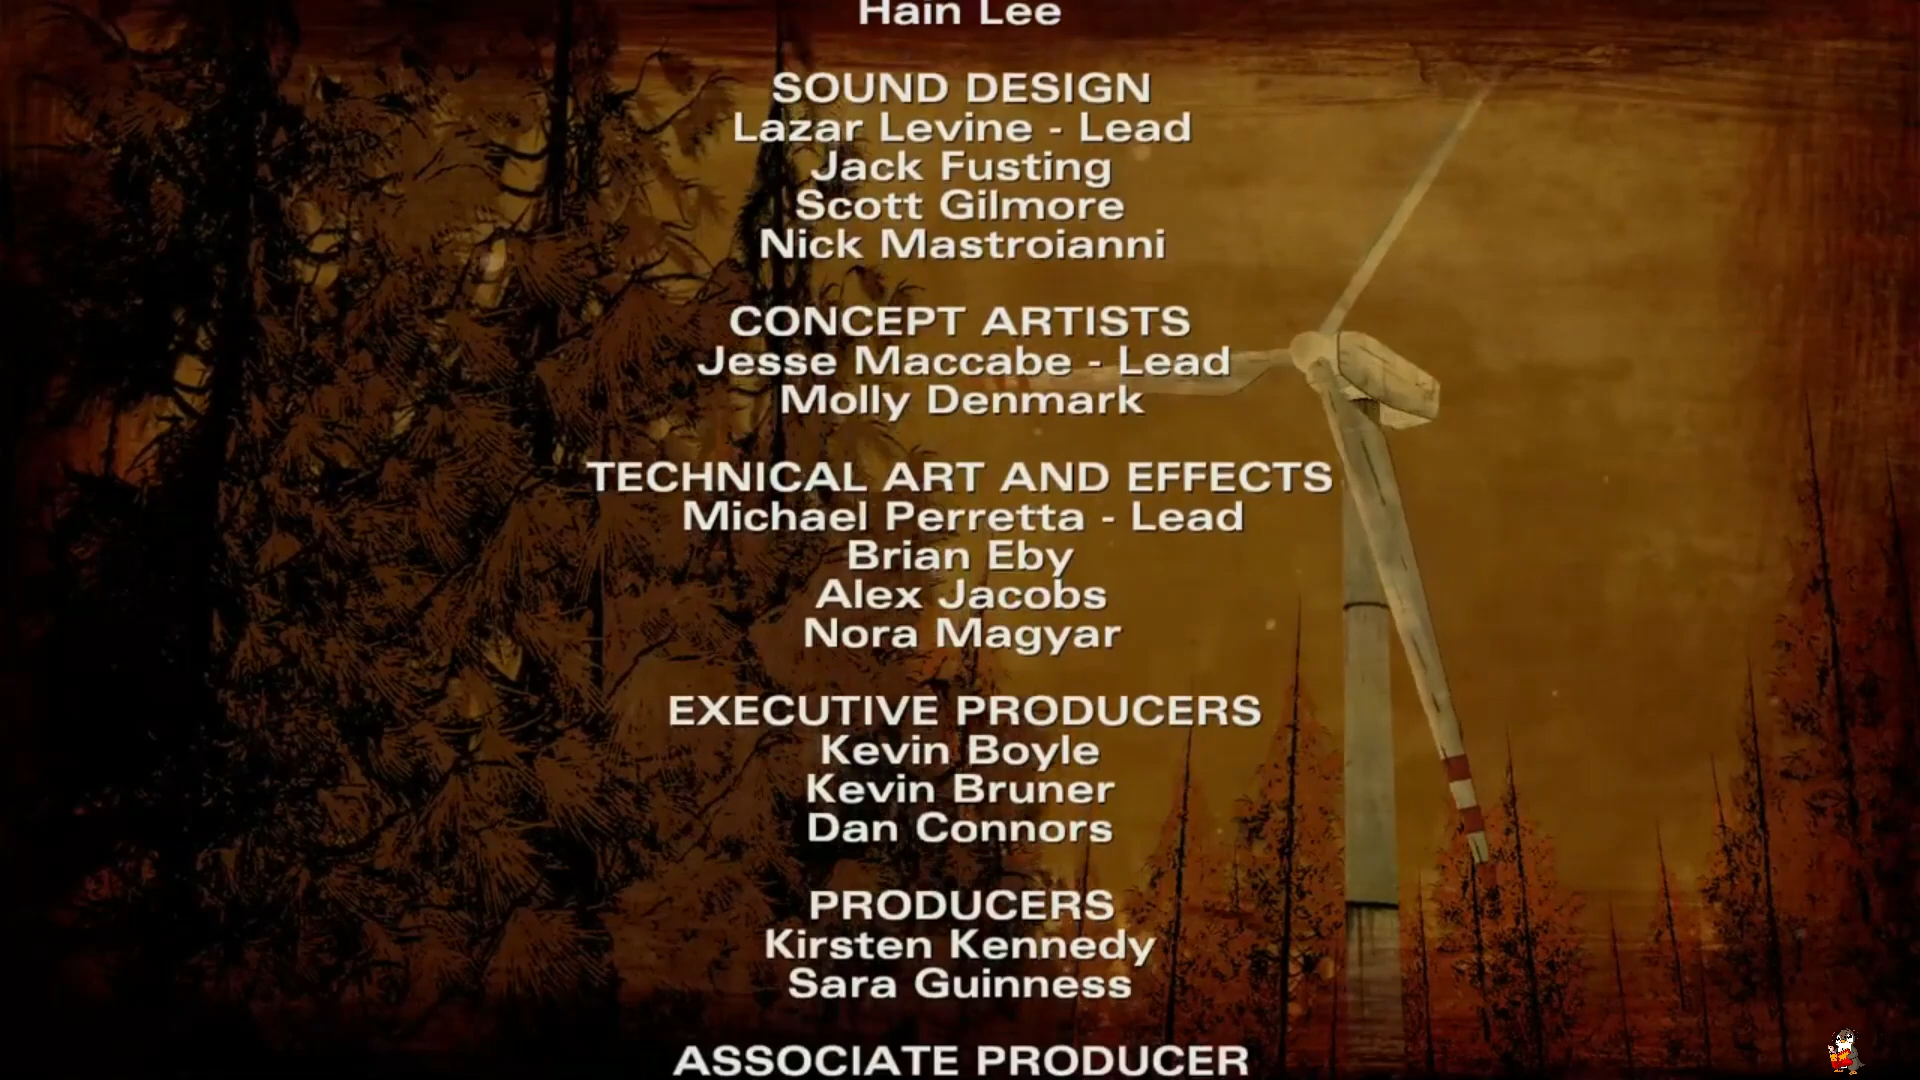 Hain Lee
SOUND DESIGN
Lazar Levine - Lead
Jack Fusting
Scott Gilmore
Nick Mastroianni
CONCEPT ARTISTS
Jesse Maccabe - Lead
Molly Denmark
TECHNICAL ART AND EFFECTS
Michael Perretta - Lead
Brian Eby
Alex Jacobs
Nora Magyar
EXECUTIVE PRODUCERS
Kevin Boyle
Kevin Bruner
Dan Connors
PRODUCERS
Kirsten Kennedy
Sara Guinness
ASSOCIATE PRODUCER